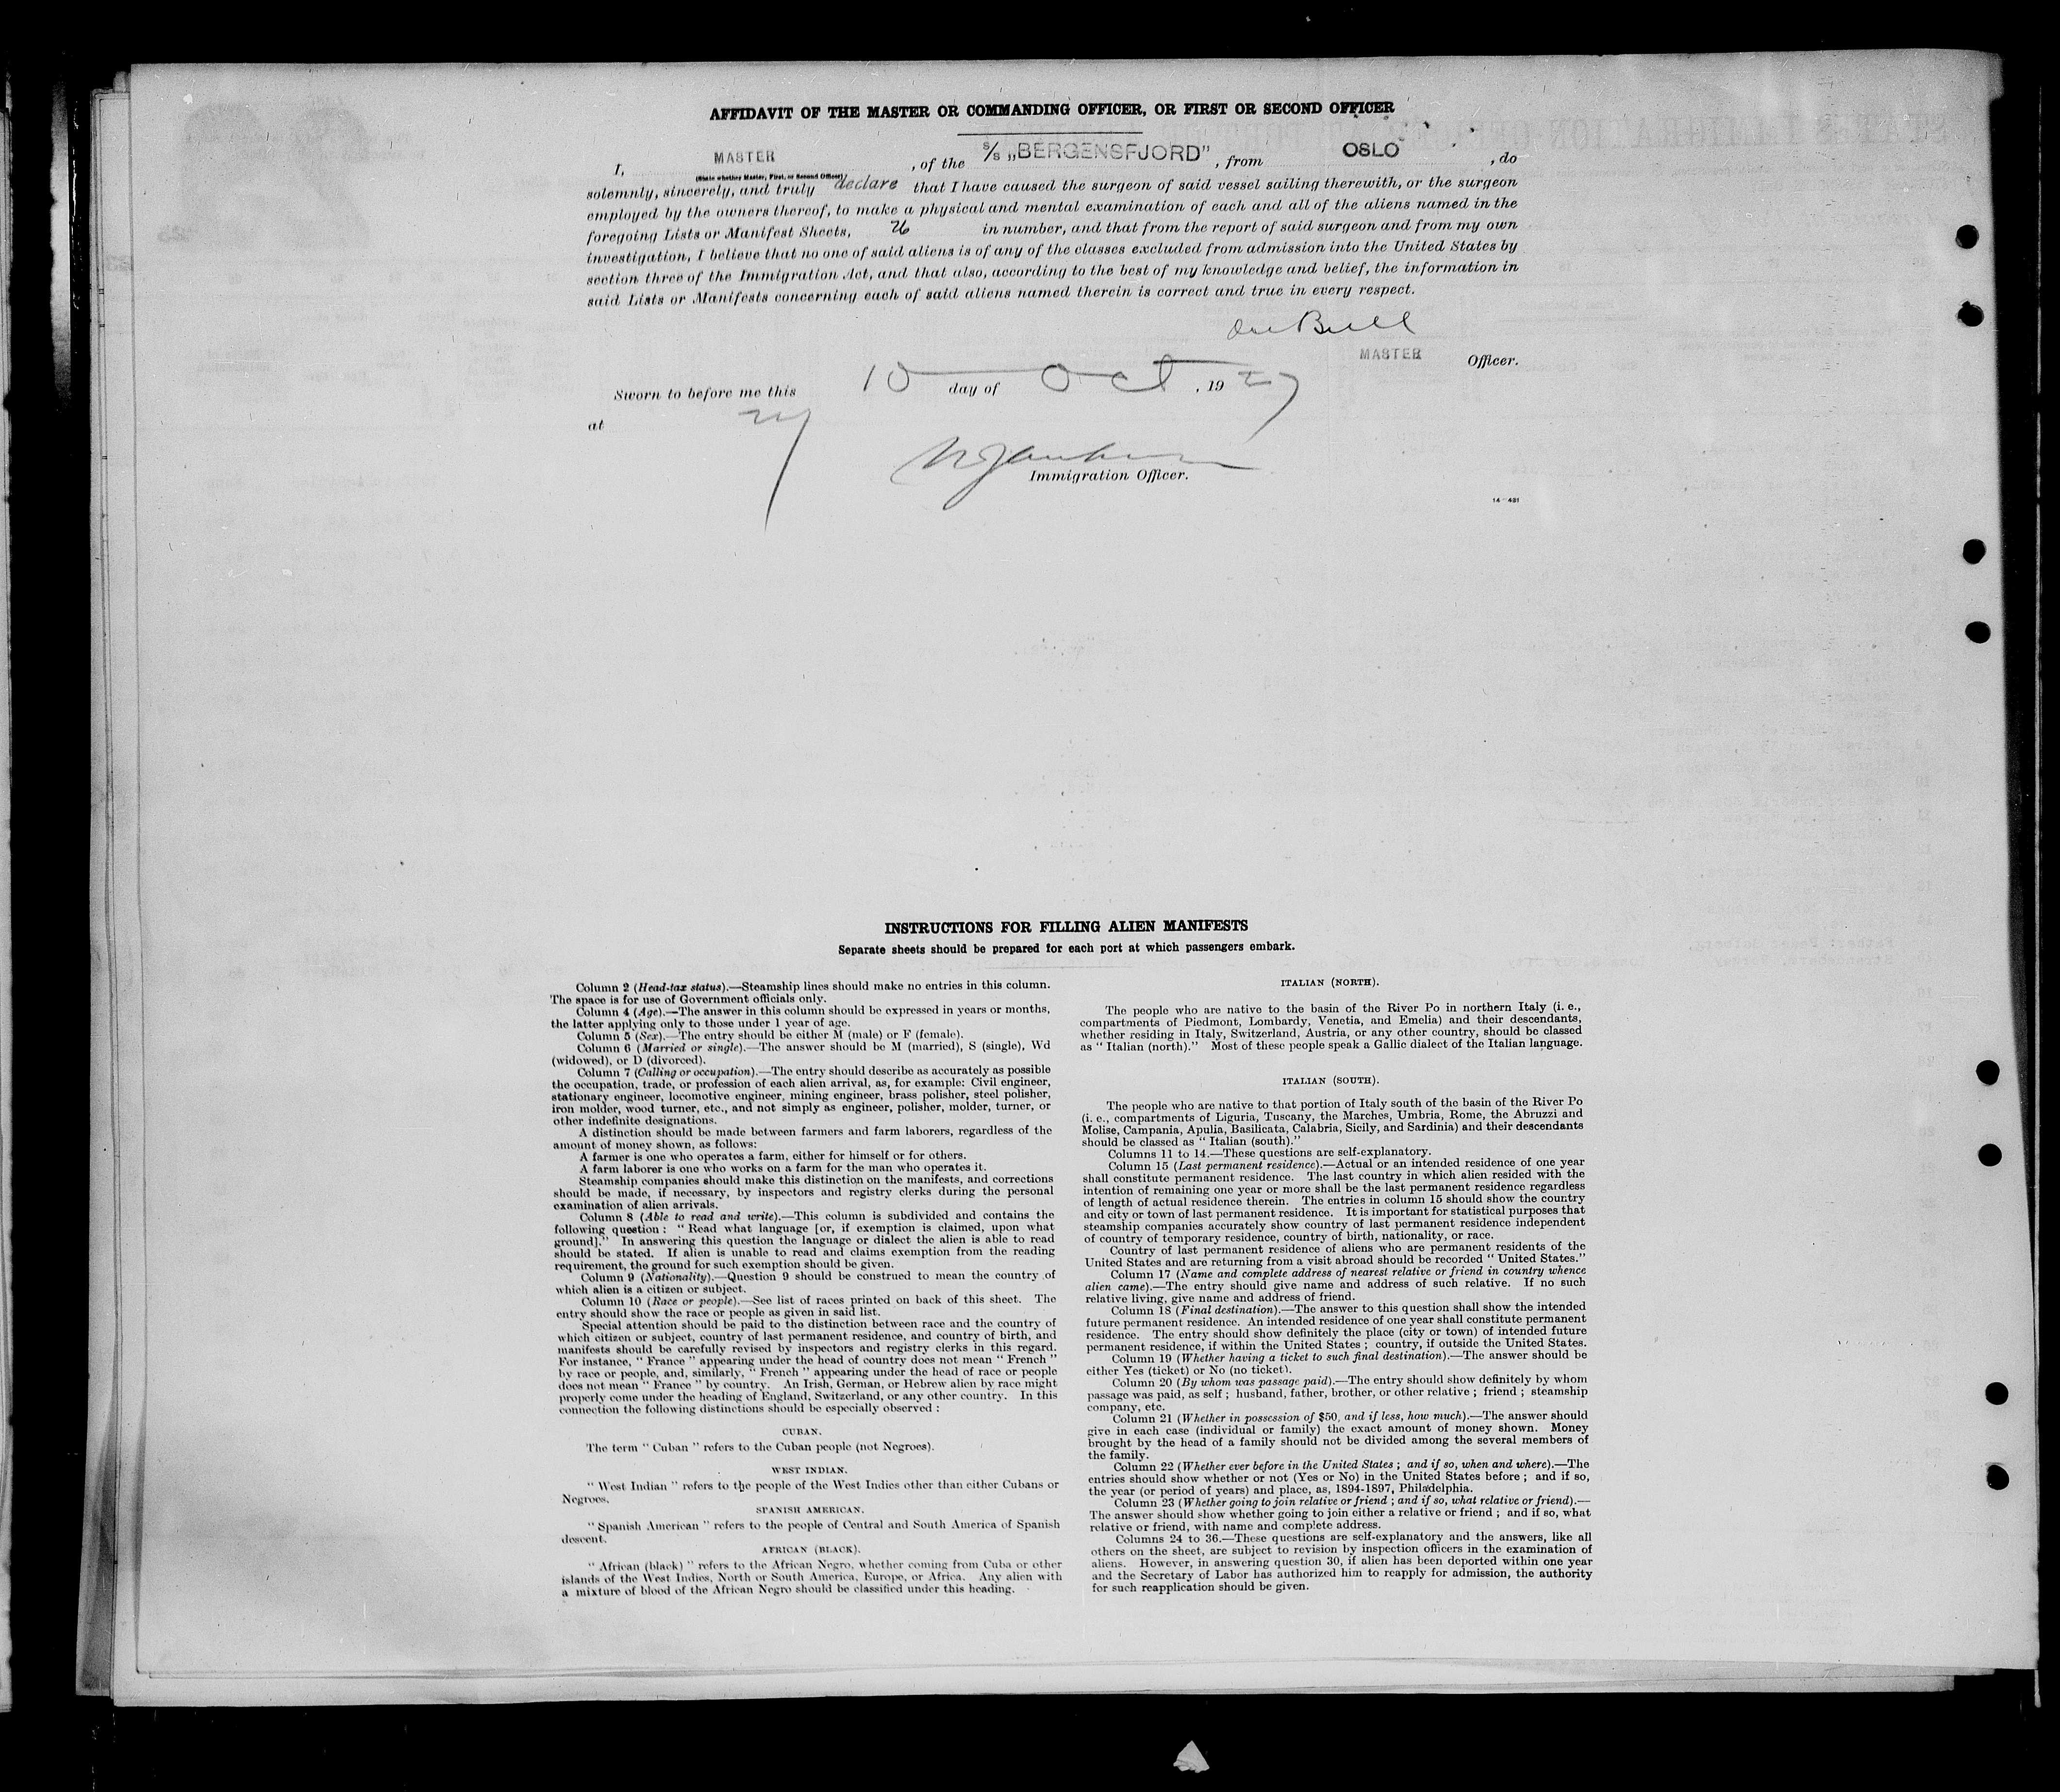 AFFIDAVIT OF THE MASTER OR COMMANDING OFFICER, OR FIRST OR SECOND OFFICER
I, MASTER , of the S/S „BERGENSFJORD” , from OSLO , do
(State whether Master, First, or Second Officer)
solemnly, sincerely, and truly declare that I have caused the surgeon of said vessel sailing therewith, or the surgeon
employed by the owners thereof, to make a physical and mental examination of each and all of the aliens named in the
foregoing Lists or Manifest Sheets, 26 in number, and that from the report of said surgeon and from my own
investigation, I believe that no one of said aliens is of any of the classes excluded from admission into the United States by
section three of the Immigration Act, and that also, according to the best of my knowledge and belief, the information in
said Lists or Manifests concerning each of said aliens named therein is correct and true in every respect.
Bull
MASTER Officer.
Sworn to before me this 10 day of Oct , 19 27
at NY
Immigration Officer.
14—431
INSTRUCTIONS FOR FILLING ALIEN MANIFESTS
Separate sheets should be prepared for each port at which passengers embark.
Column 2 (Head-tax status).—Steamship lines should make no entries in this column.
The space is for use of Government officials only.
Column 4 (Age).—The answer in this column should be expressed in years or months,
the latter applying only to those under 1 year of age.
Column 5 (Sex).—The entry should be either M (male) or F (female).
Column 6 (Married or single).—The answer should be M (married), S (single), Wd
(widowed), or D (divorced).
Column 7 (Calling or occupation).—The entry should describe as accurately as possible
the occupation, trade, or profession of each alien arrival, as, for example: Civil engineer,
stationary engineer, locomotive engineer, mining engineer, brass polisher, steel polisher,
iron molder, wood turner, etc., and not simply as engineer, polisher, molder, turner, or
other indefinite designations.
A distinction should be made between farmers and farm laborers, regardless of the
amount of money shown, as follows:
A farmer is one who operates a farm, either for himself or for others.
A farm laborer is one who works on a farm for the man who operates it.
Steamship companies should make this distinction on the manifests, and corrections
should be made, if necessary, by inspectors and registry clerks during the personal
examination of alien arrivals.
Column 8 (Able to read and write).—This column is subdivided and contains the
following question : “ Read what language [or, if exemption is claimed, upon what
ground].” In answering this question the language or dialect the alien is able to read
should be stated. If alien is unable to read and claims exemption from the reading
requirement, the ground for such exemption should be given.
Column 9 (Nationality).—Question 9 should be construed to mean the country of
which alien is a citizen or subject.
Column 10 (Race or people).—See list of races printed on back of this sheet. The
entry should show the race or people as given in said list.
Special attention should be paid to the distinction between race and the country of
which citizen or subject, country of last permanent residence, and country of birth, and
manifests should be carefully revised by inspectors and registry clerks in this regard.
For instance, “ France ” appearing under the head of country does not mean “ French ”
by race or people, and, similarly, “ French ” appearing under the head of race or people
does not mean “ France ” by country. An Irish, German, or Hebrew alien by race might
properly come under the heading of England, Switzerland, or any other country. In this
connection the following distinctions should be especially observed :
CUBAN.
The term “ Cuban ” refers to the Cuban people (not Negroes).
WEST INDIAN.
“ West Indian ” refers to the people of the West Indies other than either Cubans or
Negroes.
SPANISH AMERICAN.
“ Spanish American ” refers to the people of Central and South America of Spanish
descent.
AFRICAN (BLACK).
“ African (black) ” refers to the African Negro, whether coming from Cuba or other
islands of the West Indies, North or South America, Europe, or Africa. Any alien with
a mixture of blood of the African Negro should be classified under this heading.
ITALIAN (NORTH).
The people who are native to the basin of the River Po in northern Italy (i. e.,
compartments of Piedmont, Lombardy, Venetia, and Emelia) and their descendants,
whether residing in Italy, Switzerland, Austria, or any other country, should be classed
as “ Italian (north).” Most of these people speak a Gallic dialect of the Italian language.
ITALIAN (SOUTH).
The people who are native to that portion of Italy south of the basin of the River Po
(i. e., compartments of Liguria, Tuscany, the Marches, Umbria, Rome, the Abruzzi and
Molise, Campania, Apulia, Basilicata, Calabria, Sicily, and Sardinia) and their descendants
should be classed as “ Italian (south).”
Columns 11 to 14.—These questions are self-explanatory.
Column 15 (Last permanent residence).—Actual or an intended residence of one year
shall constitute permanent residence. The last country in which alien resided with the
intention of remaining one year or more shall be the last permanent residence regardless
of length of actual residence therein. The entries in column 15 should show the country
and city or town of last permanent residence. It is important for statistical purposes that
steamship companies accurately show country of last permanent residence independent
of country of temporary residence, country of birth, nationality, or race.
Country of last permanent residence of aliens who are permanent residents of the
United States and are returning from a visit abroad should be recorded “ United States.”
Column 17 (Name and complete address of nearest relative or friend in country whence
alien came).—The entry should give name and address of such relative. If no such
relative living, give name and address of friend.
Column 18 (Final destination).—The answer to this question shall show the intended
future permanent residence. An intended residence of one year shall constitute permanent
residence. The entry should show definitely the place (city or town) of intended future
permanent residence, if within the United States ; country, if outside the United States.
Column 19 (Whether having a ticket to such final destination).—The answer should be
either Yes (ticket) or No (no ticket).
Column 20 (By whom was passage paid).—The entry should show definitely by whom
passage was paid, as self ; husband, father, brother, or other relative ; friend ; steamship
company, etc.
Column 21 (Whether in possession of $50, and if less, how much).—The answer should
give in each case (individual or family) the exact amount of money shown. Money
brought by the head of a family should not be divided among the several members of
the family.
Column 22 (Whether ever before in the United States ; and if so, when and where).—The
entries should show whether or not (Yes or No) in the United States before ; and if so,
the year (or period of years) and place, as, 1894-1897, Philadelphia.
Column 23 (Whether going to join relative or friend ; and if so, what relative or friend).—
The answer should show whether going to join either a relative or friend ; and if so, what
relative or friend, with name and complete address.
Columns 24 to 36.—These questions are self-explanatory and the answers, like all
others on the sheet, are subject to revision by inspection officers in the examination of
aliens. However, in answering question 30, if alien has been deported within one year
and the Secretary of Labor has authorized him to reapply for admission, the authority
for such reapplication should be given.